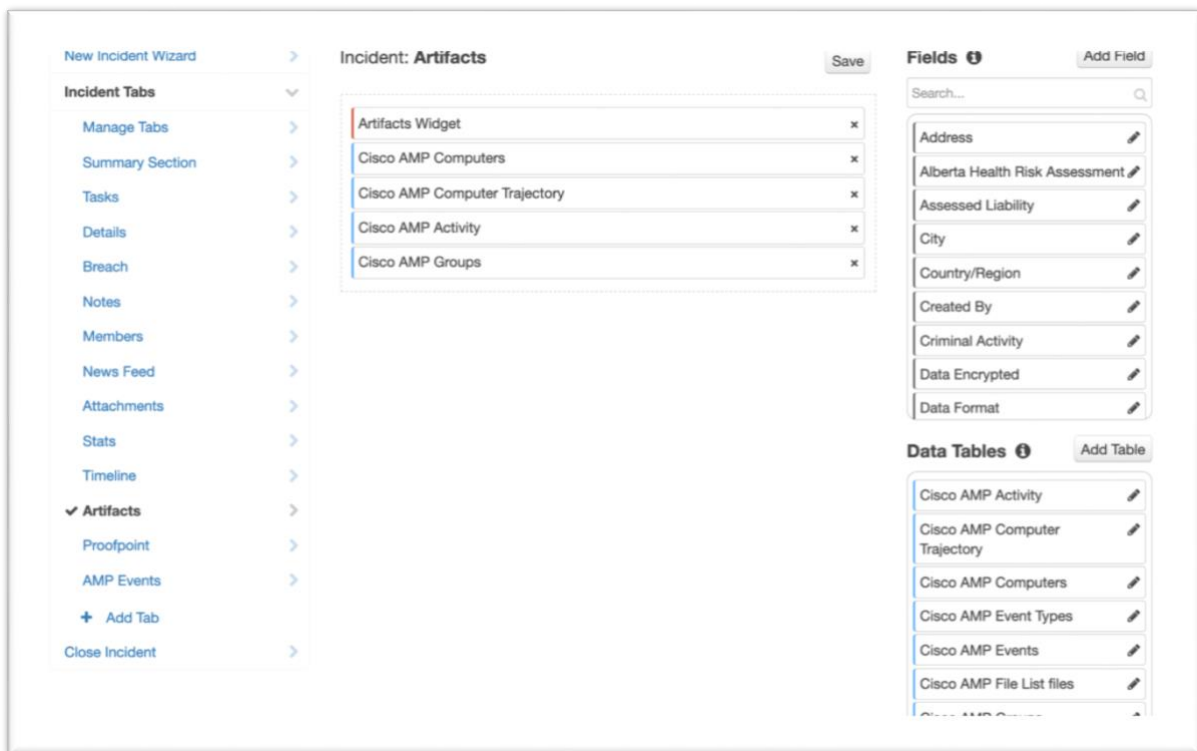 New Incident Wizard
Incident Tabs
Manage Tabs
Summary Section
Tasks
Details
Breach
Notes
Members
News Feed
Attachments
Stats
Timeline
Artifacts
Proofpoint
AMP Events
+ Add Tab
Close Incident
Incident: Artifacts
Save
Artifacts Widget
Cisco AMP Computers
Cisco AMP Computer Trajectory
Cisco AMP Activity
Cisco AMP Groups
Fields
Add Field
Search...
Address
Alberta Health Risk Assessment
Assessed Liability
City
Country/Region
Created By
Criminal Activity
Data Encrypted
Data Format
Data Tables
Add Table
Cisco AMP Activity
Cisco AMP Computer
Trajectory
Cisco AMP Computers
Cisco AMP Event Types
Cisco AMP Events
Cisco AMP File List files
Cisco AMP Groups